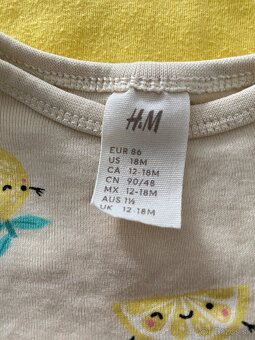 H&M
EUR 86
US 18M
CA 12-18M
CN 90/48
MX 12-18M
AUS 1½
UK 12-18M